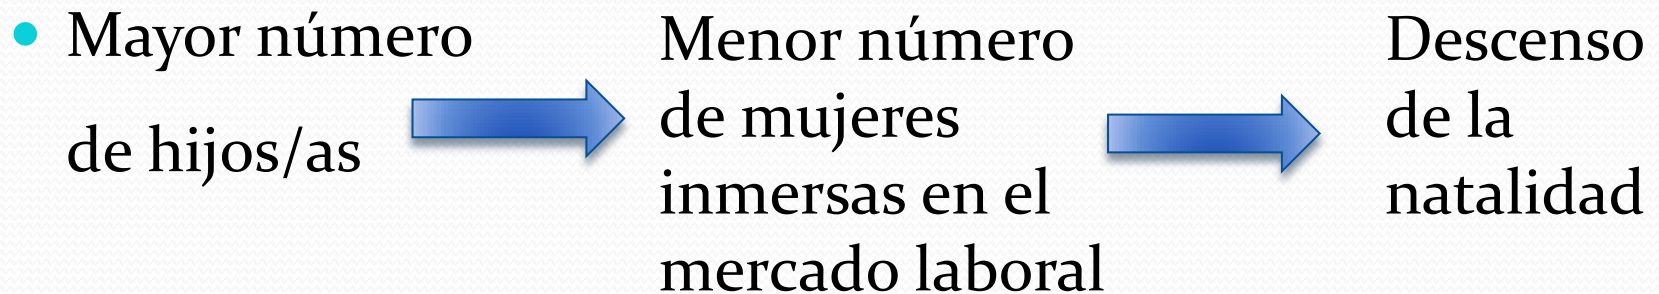 • Mayor número
de hijos/as
Menor número
de mujeres
inmersas en el
mercado laboral
Descenso
de la
natalidad